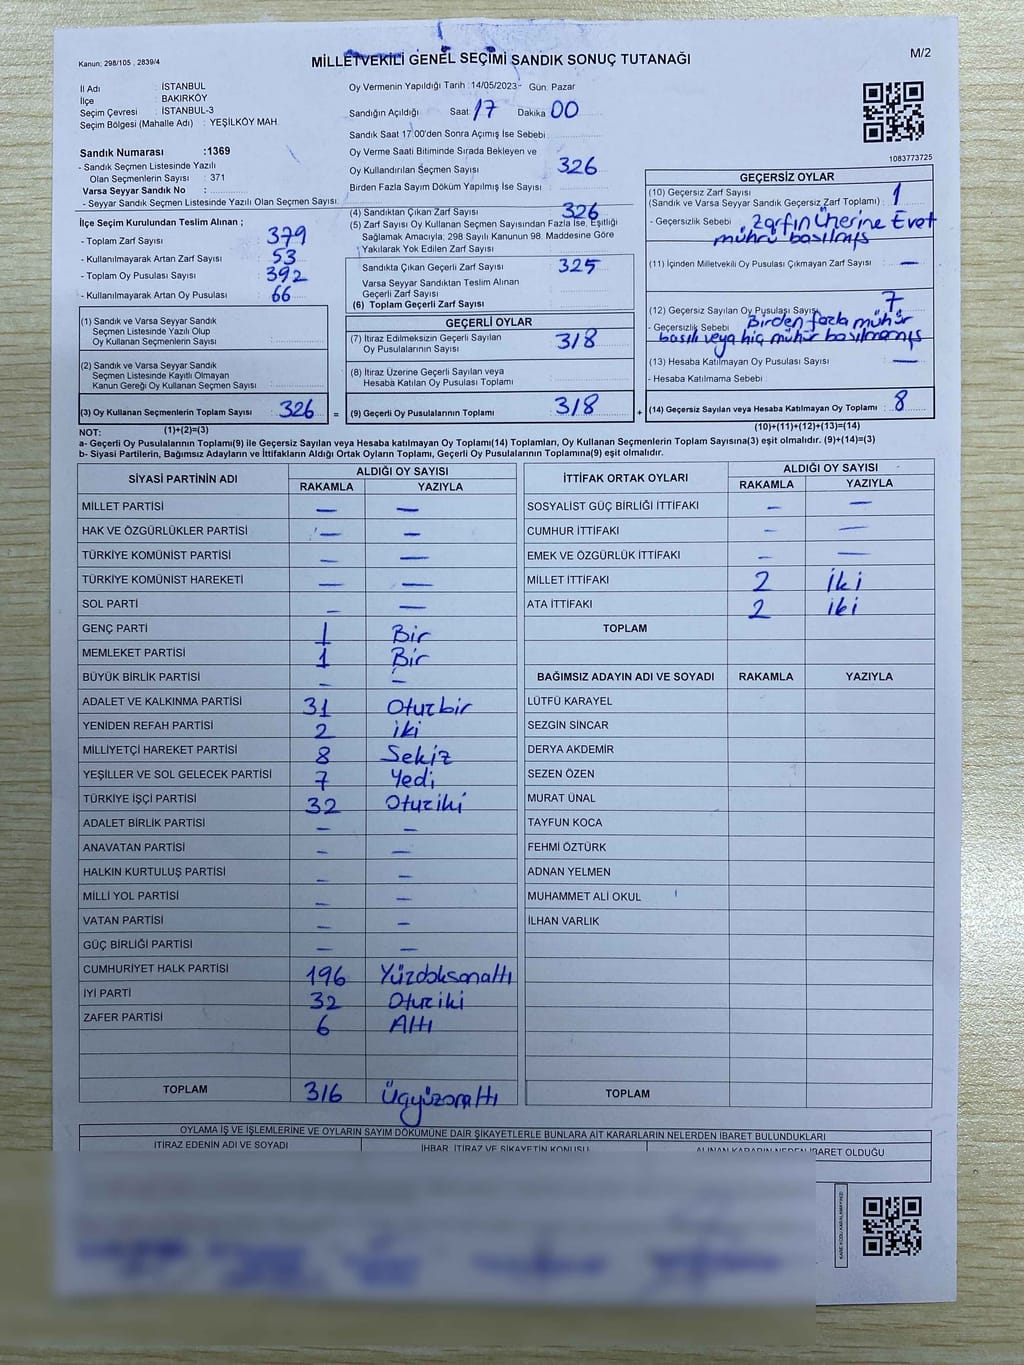 Kanun: 298/105 , 2839/4
MİLLETVEKİLİ GENEL SEÇİMİ SANDIK SONUÇ TUTANAĞI
M/2
İl Adı : İSTANBUL
İlçe : BAKIRKÖY
Seçim Çevresi : İSTANBUL-3
Seçim Bölgesi (Mahalle Adı) : YEŞİLKÖY MAH.
Sandık Numarası :1369
- Sandık Seçmen Listesinde Yazılı
Olan Seçmenlerin Sayısı : 371
Varsa Seyyar Sandık No :
- Seyyar Sandık Seçmen Listesinde Yazılı Olan Seçmen Sayısı:
Oy Vermenin Yapıldığı Tarih : 14/05/2023 - Gün: Pazar
Sandığın Açıldığı Saat: 17 Dakika 00
Sandık Saat 17:00'den Sonra Açımış İse Sebebi :
Oy Verme Saati Bitiminde Sırada Bekleyen ve
Oy Kullandırılan Seçmen Sayısı : 326
Birden Fazla Sayım Döküm Yapılmış İse Sayısı :
1083773725
İlçe Seçim Kurulundan Teslim Alınan ;
- Toplam Zarf Sayısı : 379
- Kullanılmayarak Artan Zarf Sayısı : 53
- Toplam Oy Pusulası Sayısı : 392
- Kullanılmayarak Artan Oy Pusulası : 66
(4) Sandıktan Çıkan Zarf Sayısı : 326
(5) Zarf Sayısı Oy Kullanan Seçmen Sayısından Fazla İse, Eşitliği
Sağlamak Amacıyla; 298 Sayılı Kanunun 98. Maddesine Göre
Yakılarak Yok Edilen Zarf Sayısı :
Sandıkta Çıkan Geçerli Zarf Sayısı : 325
Varsa Seyyar Sandıktan Teslim Alınan
Geçerli Zarf Sayısı :
(6) Toplam Geçerli Zarf Sayısı :
GEÇERSİZ OYLAR
(10) Geçersiz Zarf Sayısı
(Sandık ve Varsa Seyyar Sandık Geçersiz Zarf Toplamı) : 1
- Geçersizlik Sebebi : Zarfın Üzerine Evet
mührü basılmış
(11) İçinden Milletvekili Oy Pusulası Çıkmayan Zarf Sayısı : —
(12) Geçersiz Sayılan Oy Pusulası Sayısı : 7
- Geçersizlik Sebebi : Birden fazla mühür
basılı veya hiç mühür basılmamış
(13) Hesaba Katılmayan Oy Pusulası Sayısı : —
- Hesaba Katılmama Sebebi :
(1) Sandık ve Varsa Seyyar Sandık
Seçmen Listesinde Yazılı Olup
Oy Kullanan Seçmenlerin Sayısı :
(2) Sandık ve Varsa Seyyar Sandık
Seçmen Listesinde Kayıtlı Olmayan
Kanun Gereği Oy Kullanan Seçmen Sayısı :
GEÇERLİ OYLAR
(7) İtiraz Edilmeksizin Geçerli Sayılan
Oy Pusulalarının Sayısı : 318
(8) İtiraz Üzerine Geçerli Sayılan veya
Hesaba Katılan Oy Pusulası Toplamı :
(3) Oy Kullanan Seçmenlerin Toplam Sayısı : 326 = (9) Geçerli Oy Pusulalarının Toplamı : 318 + (14) Geçersiz Sayılan veya Hesaba Katılmayan Oy Toplamı : 8
(1)+(2)=(3)
(10)+(11)+(12)+(13)=(14)
NOT:
a- Geçerli Oy Pusulalarının Toplamı(9) ile Geçersiz Sayılan veya Hesaba katılmayan Oy Toplamı(14) Toplamları, Oy Kullanan Seçmenlerin Toplam Sayısına(3) eşit olmalıdır. (9)+(14)=(3)
b- Siyasi Partilerin, Bağımsız Adayların ve İttifakların Aldığı Ortak Oyların Toplamı, Geçerli Oy Pusulalarının Toplamına(9) eşit olmalıdır.
SİYASİ PARTİNİN ADI ALDIĞI OY SAYISI
RAKAMLA YAZIYLA
MİLLET PARTİSİ — —
HAK VE ÖZGÜRLÜKLER PARTİSİ — —
TÜRKİYE KOMÜNİST PARTİSİ — —
TÜRKİYE KOMÜNİST HAREKETİ — —
SOL PARTİ — —
GENÇ PARTİ 1 Bir
MEMLEKET PARTİSİ 1 Bir
BÜYÜK BİRLİK PARTİSİ — —
ADALET VE KALKINMA PARTİSİ 31 Oturbir
YENİDEN REFAH PARTİSİ 2 iki
MİLLİYETÇİ HAREKET PARTİSİ 8 Sekiz
YEŞİLLER VE SOL GELECEK PARTİSİ 7 Yedi
TÜRKİYE İŞÇİ PARTİSİ 32 Oturiki
ADALET BİRLİK PARTİSİ — —
ANAVATAN PARTİSİ — —
HALKIN KURTULUŞ PARTİSİ — —
MİLLİ YOL PARTİSİ — —
VATAN PARTİSİ — —
GÜÇ BİRLİĞİ PARTİSİ — —
CUMHURİYET HALK PARTİSİ 196 Yüzdoksanaltı
İYİ PARTİ 32 Oturiki
ZAFER PARTİSİ 6 Altı
TOPLAM 316 Üçyüzonaltı
İTTİFAK ORTAK OYLARI ALDIĞI OY SAYISI
RAKAMLA YAZIYLA
SOSYALİST GÜÇ BİRLİĞİ İTTİFAKI — —
CUMHUR İTTİFAKI — —
EMEK VE ÖZGÜRLÜK İTTİFAKI — —
MİLLET İTTİFAKI 2 İki
ATA İTTİFAKI 2 iki
TOPLAM
BAĞIMSIZ ADAYIN ADI VE SOYADI RAKAMLA YAZIYLA
LÜTFÜ KARAYEL
SEZGİN SİNCAR
DERYA AKDEMİR
SEZEN ÖZEN
MURAT ÜNAL
TAYFUN KOCA
FEHMİ ÖZTÜRK
ADNAN YELMEN
MUHAMMET ALİ OKUL
İLHAN VARLIK
TOPLAM
OYLAMA İŞ VE İŞLEMLERİNE VE OYLARIN SAYIM DÖKÜMÜNE DAİR ŞİKAYETLERLE BUNLARA AİT KARARLARIN NELERDEN İBARET BULUNDUKLARI
İTİRAZ EDENİN ADI VE SOYADI İHBAR, İTİRAZ VE ŞİKAYETİN KONUSU ALINAN KARARIN NEDEN İBARET OLDUĞU